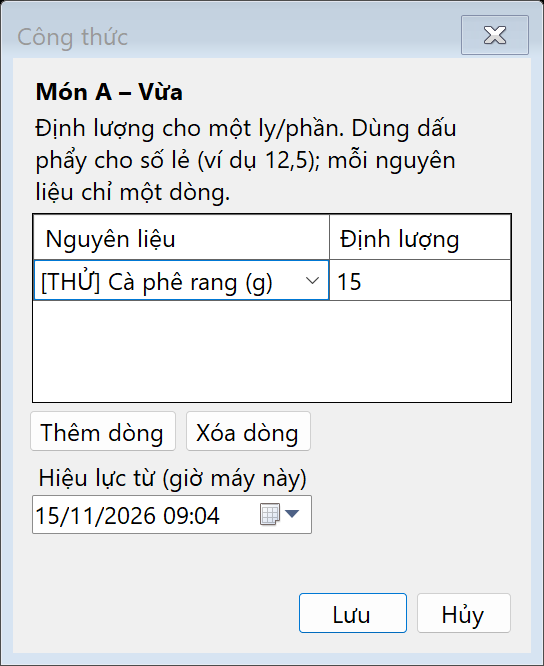 Công thức
Món A – Vừa
Định lượng cho một ly/phần. Dùng dấu
phẩy cho số lẻ (ví dụ 12,5); mỗi nguyên
liệu chỉ một dòng.
Nguyên liệu Định lượng
[THỬ] Cà phê rang (g) 15
Thêm dòng Xóa dòng
Hiệu lực từ (giờ máy này)
15/11/2026 09:04
Lưu Hủy